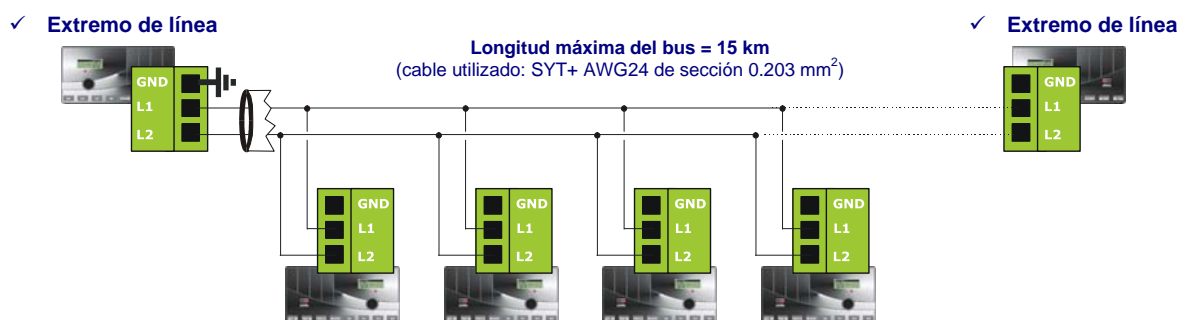 ✓ Extremo de línea
✓ Extremo de línea
Longitud máxima del bus = 15 km
(cable utilizado: SYT+ AWG24 de sección 0.203 mm²)
GND
L1
L2
GND
L1
L2
GND
L1
L2
GND
L1
L2
GND
L1
L2
GND
L1
L2